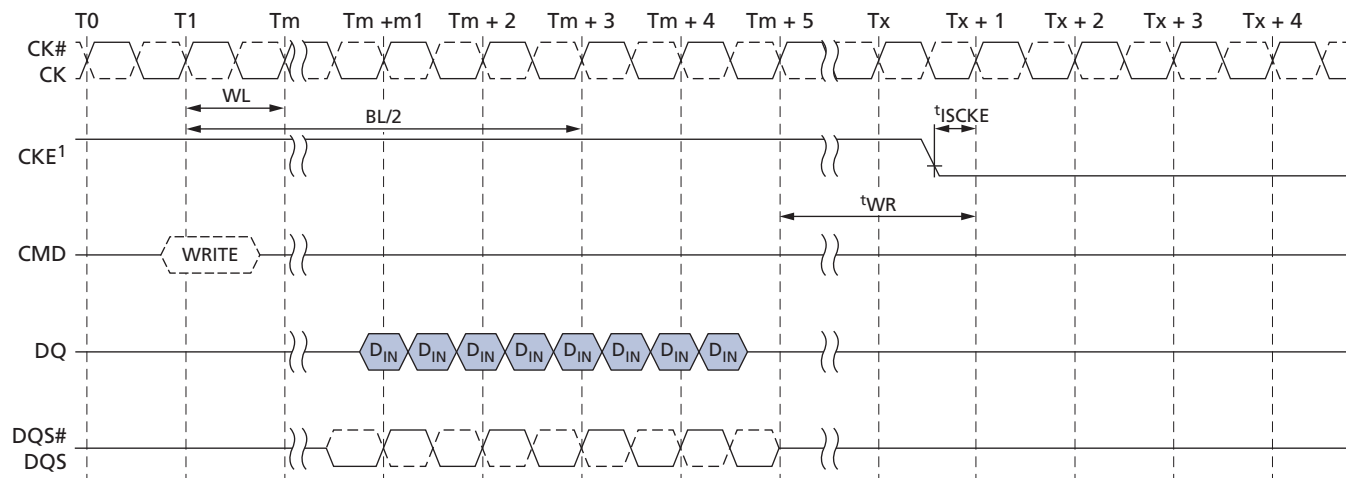 T0 T1 Tm Tm +m1 Tm + 2 Tm + 3 Tm + 4 Tm + 5 Tx Tx + 1 Tx + 2 Tx + 3 Tx + 4
CK#
CK
WL
BL/2
tISCKE
CKE1
tWR
CMD WRITE
DQ DIN DIN DIN DIN DIN DIN DIN DIN
DQS#
DQS